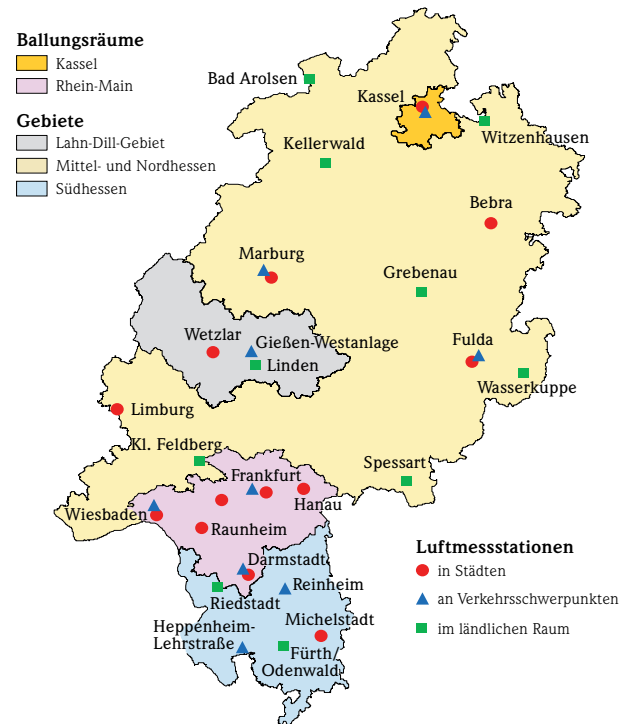 Ballungsräume
Kassel
Rhein-Main
Gebiete
Lahn-Dill-Gebiet
Mittel- und Nordhessen
Südhessen
Bad Arolsen
Kassel
Witzenhausen
Kellerwald
Bebra
Marburg
Grebenau
Wetzlar
Gießen-Westanlage
Linden
Fulda
Wasserkuppe
Limburg
Kl. Feldberg
Spessart
Frankfurt
Hanau
Wiesbaden
Raunheim
Darmstadt
Reinheim
Riedstadt
Michelstadt
Heppenheim-
Lehrstraße
Fürth/
Odenwald
Luftmessstationen
in Städten
an Verkehrsschwerpunkten
im ländlichen Raum